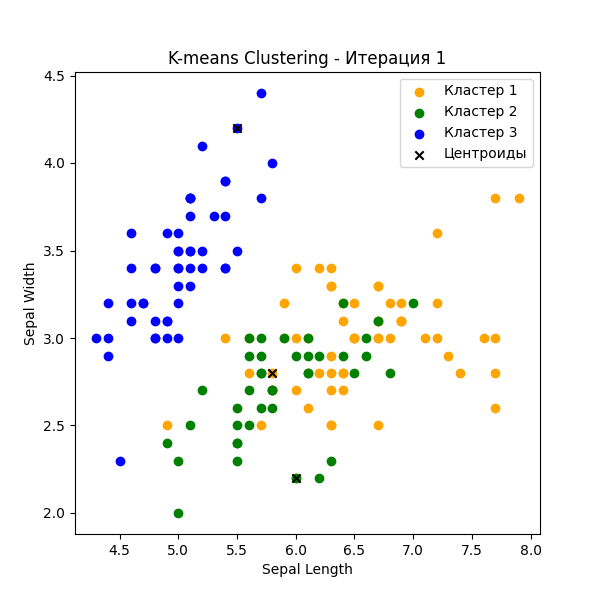 K-means Clustering - Итерация 1
Кластер 1
Кластер 2
Кластер 3
Центроиды
4.5
4.0
3.5
3.0
2.5
2.0
Sepal Width
4.5
5.0
5.5
6.0
6.5
7.0
7.5
8.0
Sepal Length